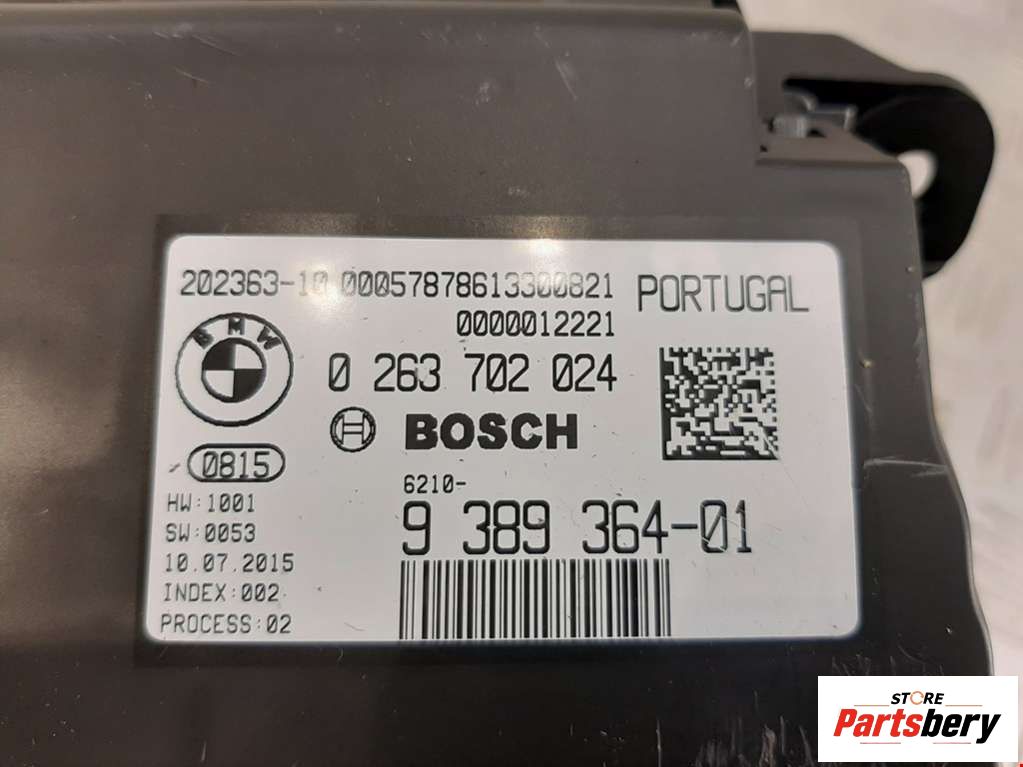 202363-10 00057878613300821 PORTUGAL
0000012221
BMW
0 263 702 024
BOSCH
0815
6210-
HW:1001
9 389 364-01
SW:0053
10.07.2015
INDEX:002
PROCESS:02
STORE
Partsbery